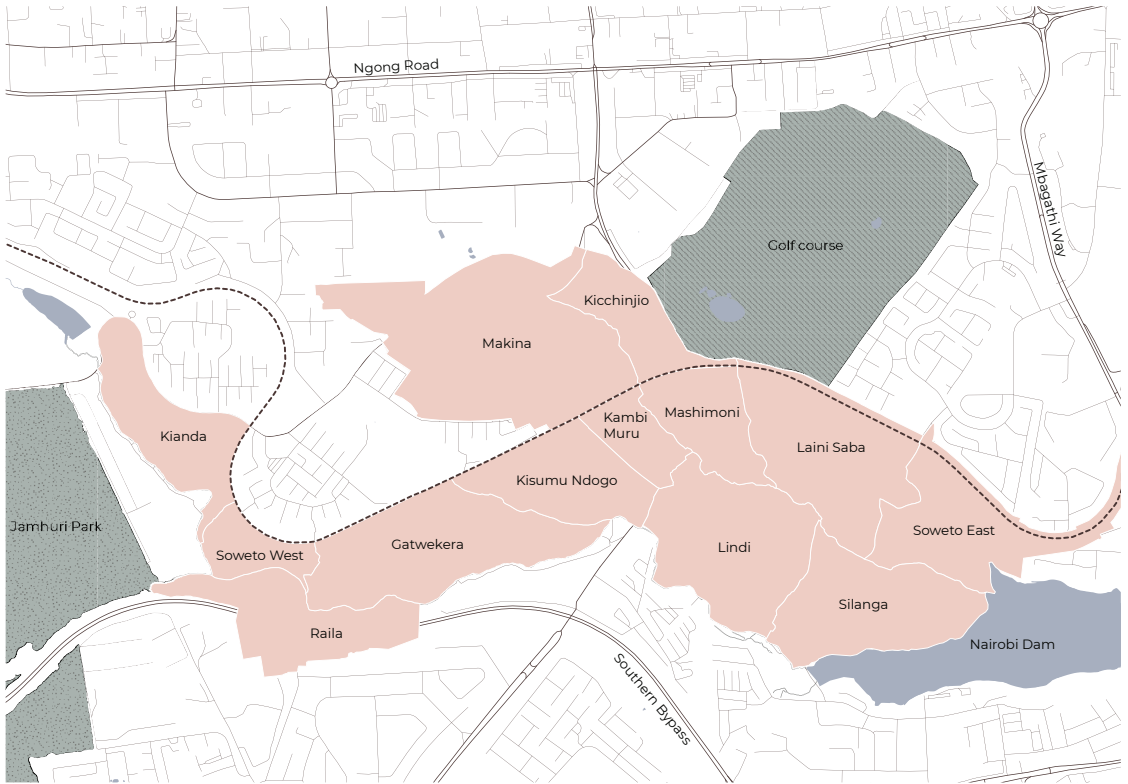 Ngong Road
Mbagathi Way
Golf course
Kicchinjio
Makina
Mashimoni
Kambi
Muru
Kianda
Laini Saba
Kisumu Ndogo
Jamhuri Park
Soweto East
Gatwekera
Lindi
Soweto West
Silanga
Raila
Nairobi Dam
Southern Bypass